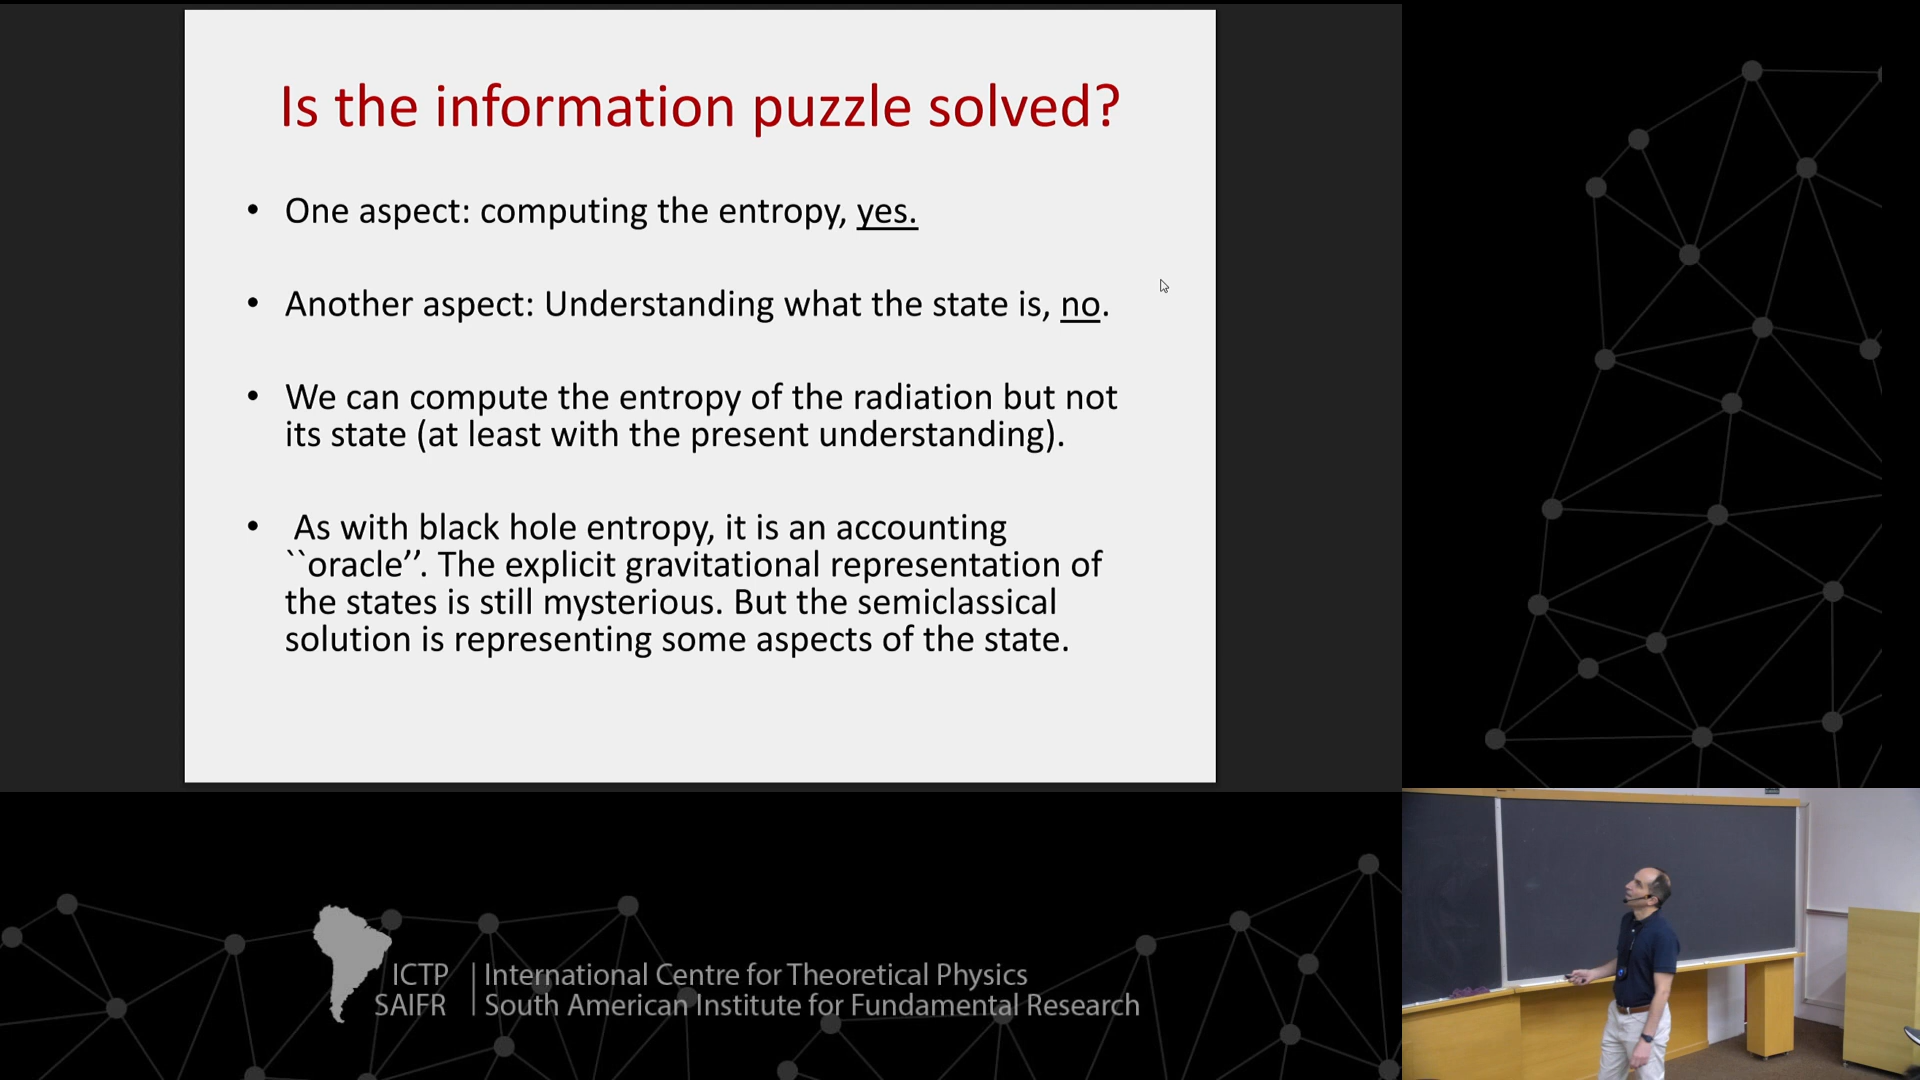 Is the information puzzle solved?
• One aspect: computing the entropy, yes.
• Another aspect: Understanding what the state is, no.
• We can compute the entropy of the radiation but not
its state (at least with the present understanding).
• As with black hole entropy, it is an accounting
``oracle’’. The explicit gravitational representation of
the states is still mysterious. But the semiclassical
solution is representing some aspects of the state.
ICTP | International Centre for Theoretical Physics
SAIFR | South American Institute for Fundamental Research